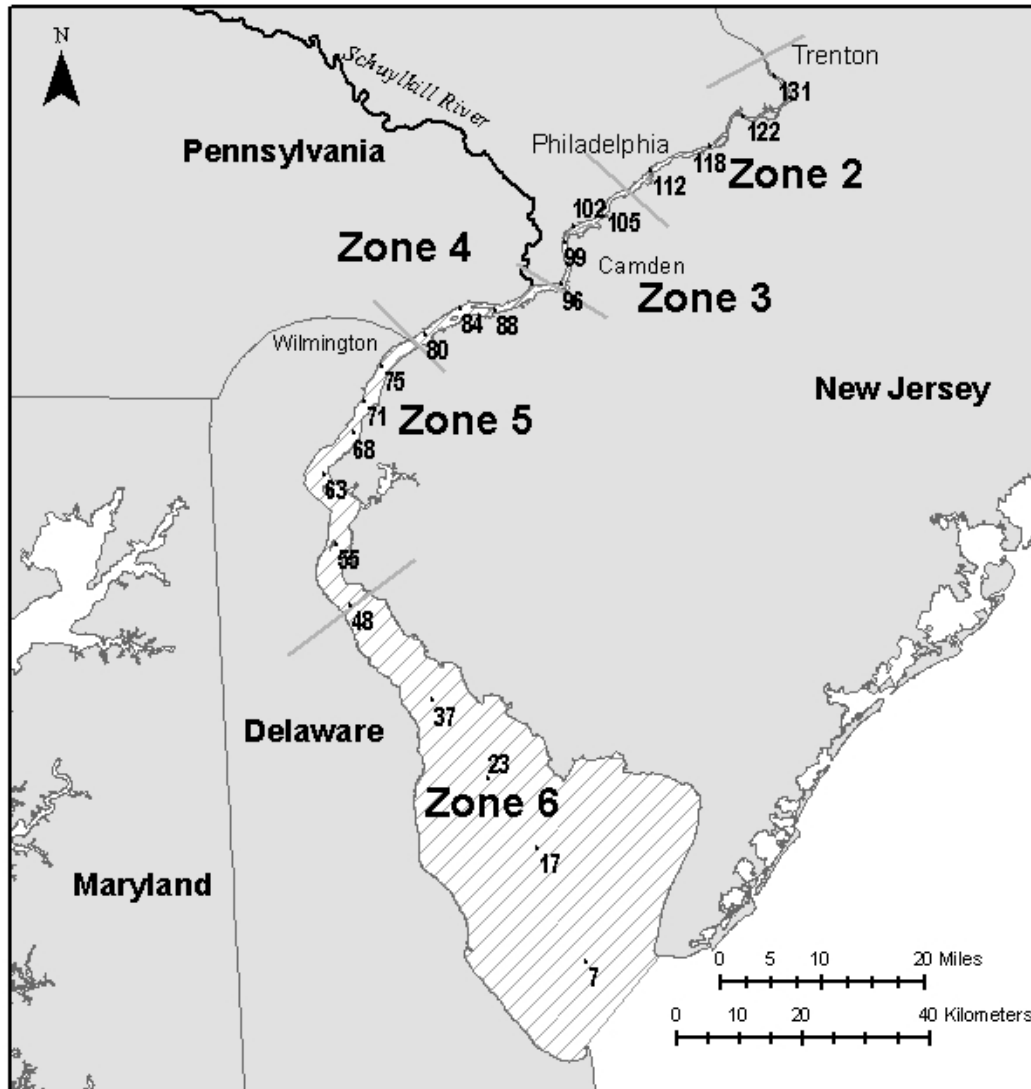 N
Schuylkill River
Trenton
131
Pennsylvania
122
Philadelphia
118
Zone 2
112
102
105
Zone 4
99
Camden
96
Zone 3
84
88
Wilmington
80
75
New Jersey
71
Zone 5
68
63
55
48
37
Delaware
23
Zone 6
17
Maryland
7
0 5 10 20 Miles
0 10 20 40 Kilometers